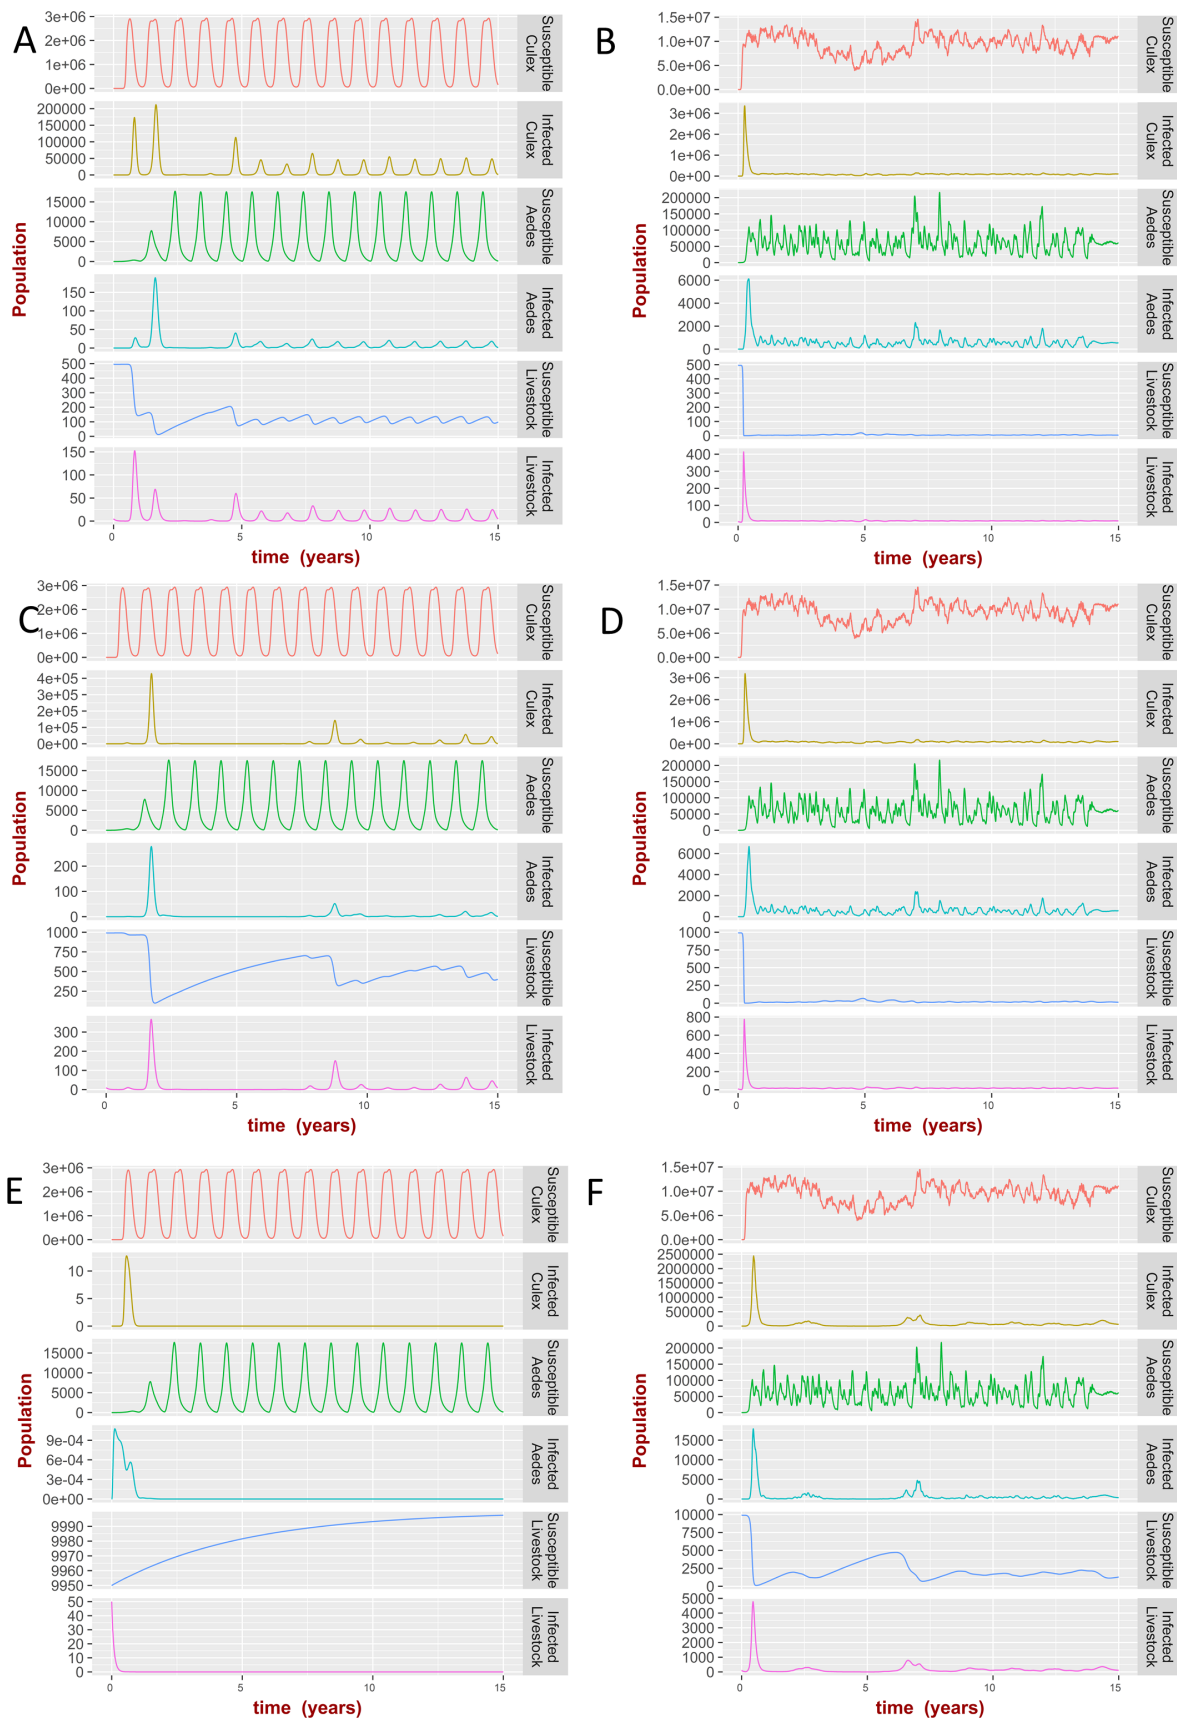 A
3e+06
2e+06
1e+06
0e+00
Susceptible
Culex
200000
150000
100000
50000
0
Infected
Culex
15000
10000
5000
0
Susceptible
Aedes
150
100
50
0
Infected
Aedes
500
400
300
200
100
0
Susceptible
Livestock
150
100
50
0
Infected
Livestock
0 5 10 15
time (years)
Population
B
1.5e+07
1.0e+07
5.0e+06
0.0e+00
Susceptible
Culex
3e+06
2e+06
1e+06
0e+00
Infected
Culex
200000
150000
100000
50000
0
Susceptible
Aedes
6000
4000
2000
0
Infected
Aedes
500
400
300
200
100
0
Susceptible
Livestock
400
300
200
100
0
Infected
Livestock
0 5 10 15
time (years)
Population
C
3e+06
2e+06
1e+06
0e+00
Susceptible
Culex
4e+05
3e+05
2e+05
1e+05
0e+00
Infected
Culex
15000
10000
5000
0
Susceptible
Aedes
200
100
0
Infected
Aedes
1000
750
500
250
Susceptible
Livestock
300
200
100
0
Infected
Livestock
0 5 10 15
time (years)
Population
D
1.5e+07
1.0e+07
5.0e+06
0.0e+00
Susceptible
Culex
3e+06
2e+06
1e+06
0e+00
Infected
Culex
200000
150000
100000
50000
0
Susceptible
Aedes
6000
4000
2000
0
Infected
Aedes
1000
750
500
250
0
Susceptible
Livestock
800
600
400
200
0
Infected
Livestock
0 5 10 15
time (years)
Population
E
3e+06
2e+06
1e+06
0e+00
Susceptible
Culex
10
5
0
Infected
Culex
15000
10000
5000
0
Susceptible
Aedes
9e-04
6e-04
3e-04
0e+00
Infected
Aedes
9990
9980
9970
9960
9950
Susceptible
Livestock
50
40
30
20
10
0
Infected
Livestock
0 5 10 15
time (years)
Population
F
1.5e+07
1.0e+07
5.0e+06
0.0e+00
Susceptible
Culex
2500000
2000000
1500000
1000000
500000
0
Infected
Culex
200000
150000
100000
50000
0
Susceptible
Aedes
15000
10000
5000
0
Infected
Aedes
10000
7500
5000
2500
0
Susceptible
Livestock
5000
4000
3000
2000
1000
0
Infected
Livestock
0 5 10 15
time (years)
Population